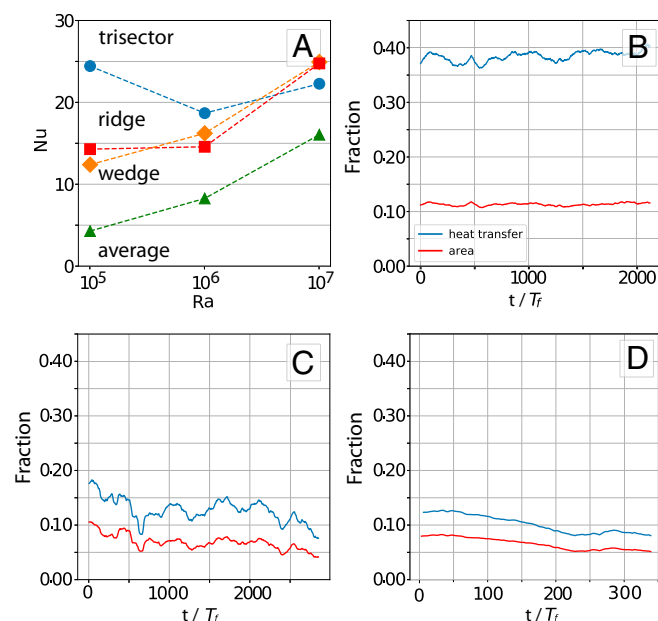 A
30
20
10
0
Nu
trisector
ridge
wedge
average
10⁵
10⁶
10⁷
Ra
B
0.40
0.30
0.20
0.10
0.00
Fraction
heat transfer
area
0
1000
2000
t / T_f
C
0.40
0.30
0.20
0.10
0.00
Fraction
0
1000
2000
t / T_f
D
0.40
0.30
0.20
0.10
0.00
Fraction
0
100
200
300
t / T_f